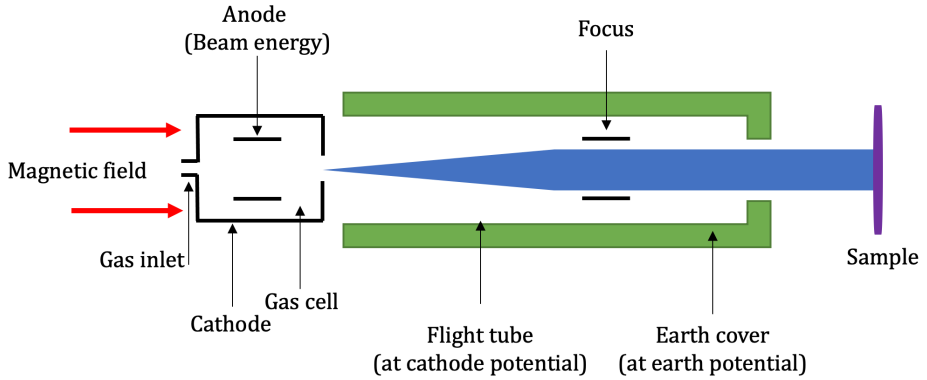 Anode
(Beam energy)
Focus
Magnetic field
Gas inlet
Cathode
Gas cell
Flight tube
(at cathode potential)
Earth cover
(at earth potential)
Sample